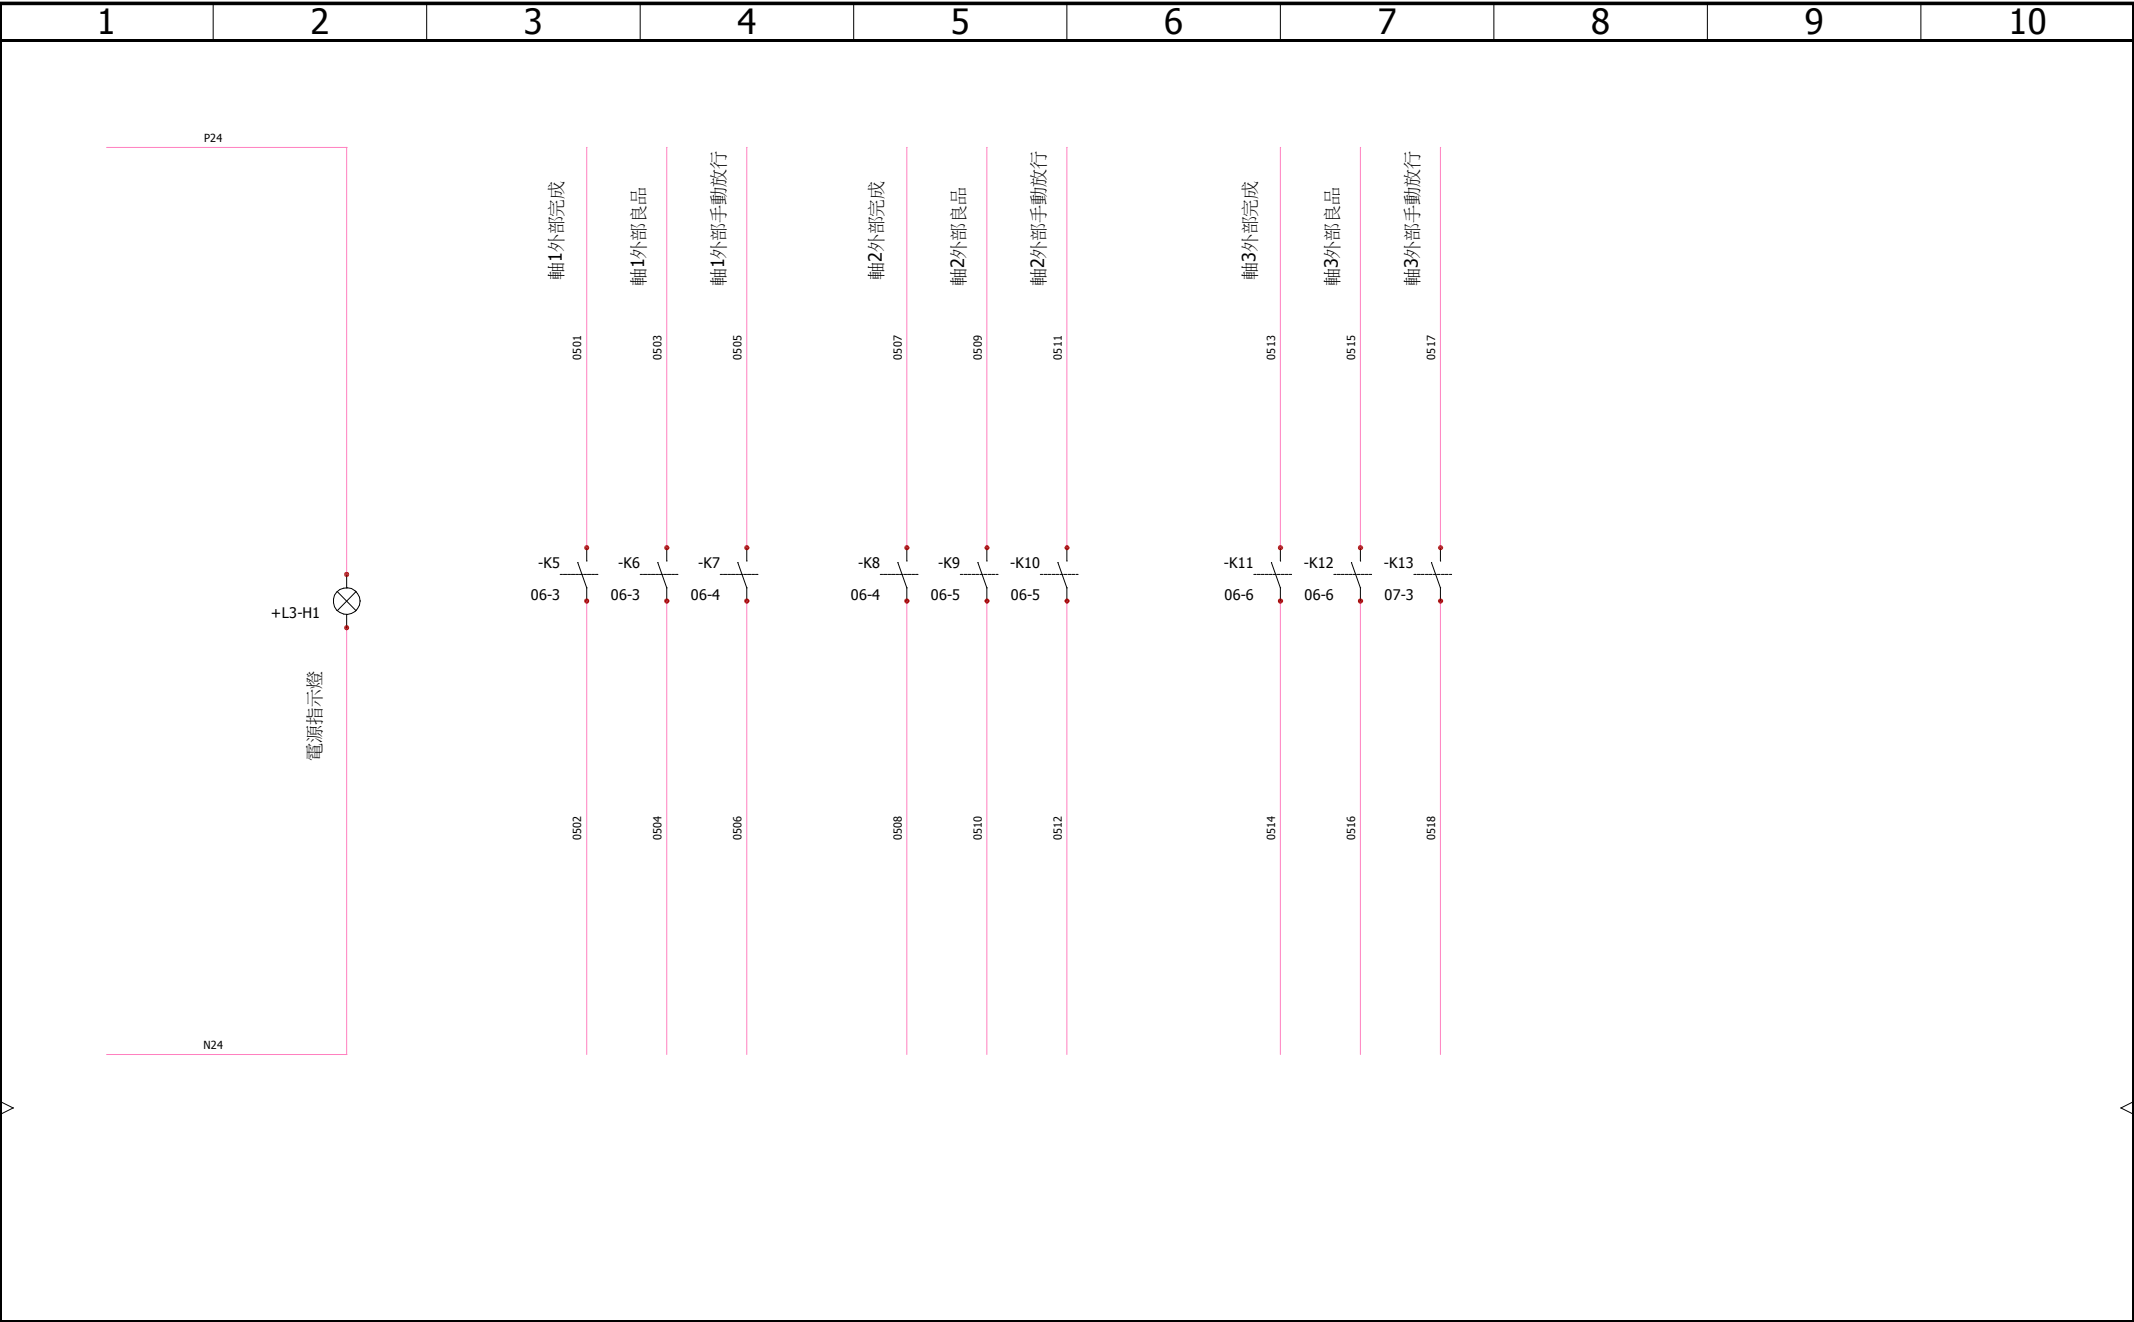 1 2 3 4 5 6 7 8 9 10
P24
軸1外部完成
軸1外部良品
軸1外部手動放行
軸2外部完成
軸2外部良品
軸2外部手動放行
軸3外部完成
軸3外部良品
軸3外部手動放行
0501 0503 0505 0507 0509 0511 0513 0515 0517
-K5 -K6 -K7 -K8 -K9 -K10 -K11 -K12 -K13
06-3 06-3 06-4 06-4 06-5 06-5 06-6 06-6 07-3
+L3-H1
電源指示燈
0502 0504 0506 0508 0510 0512 0514 0516 0518
N24